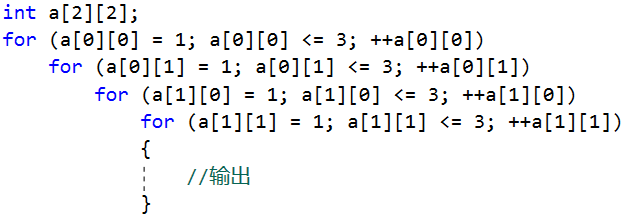 int a[2][2];
for (a[0][0] = 1; a[0][0] <= 3; ++a[0][0])
    for (a[0][1] = 1; a[0][1] <= 3; ++a[0][1])
        for (a[1][0] = 1; a[1][0] <= 3; ++a[1][0])
            for (a[1][1] = 1; a[1][1] <= 3; ++a[1][1])
            {
                //输出
            }